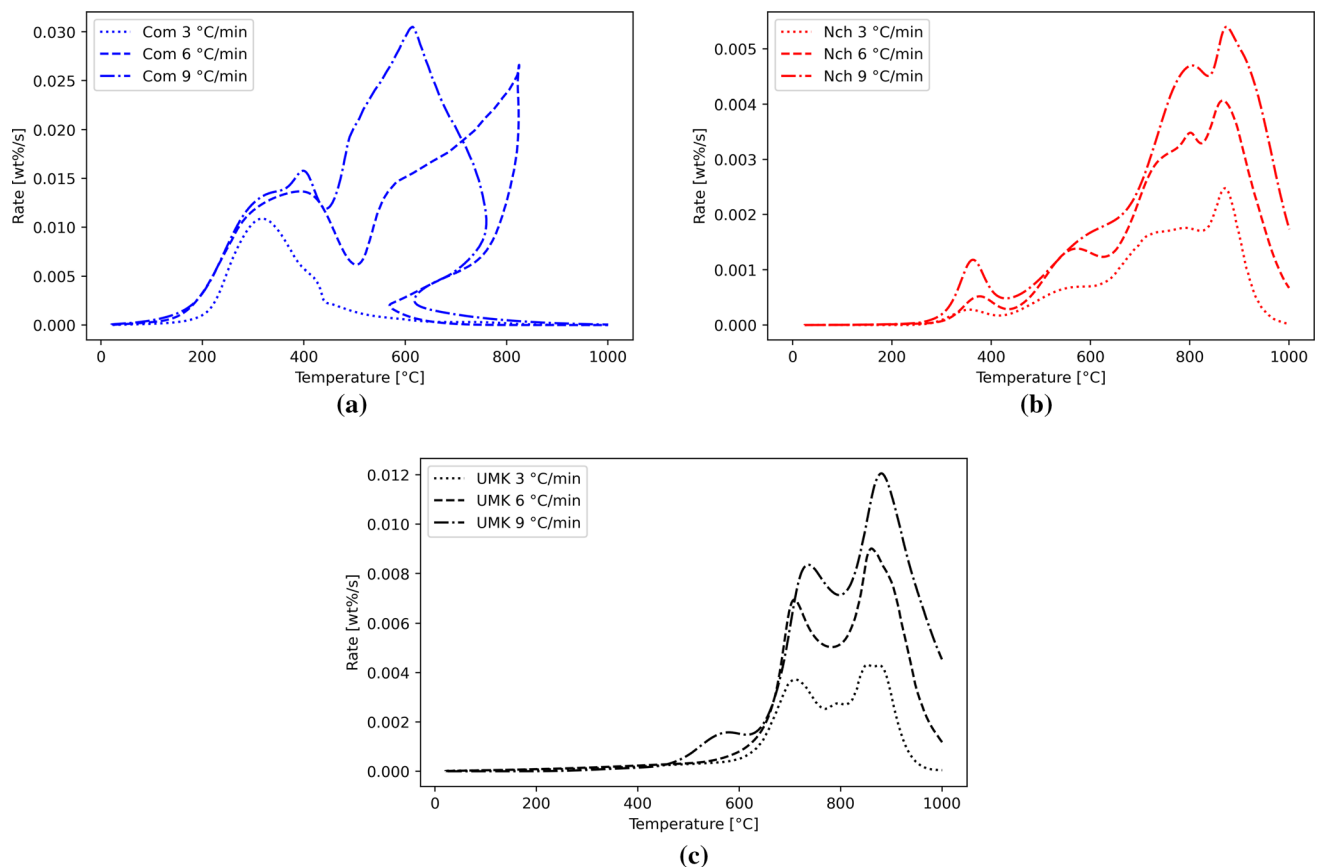 Com 3 °C/min
Com 6 °C/min
Com 9 °C/min
0.030
0.025
0.020
0.015
0.010
0.005
0.000
Rate [wt%/s]
0 200 400 600 800 1000
Temperature [°C]
(a)
Nch 3 °C/min
Nch 6 °C/min
Nch 9 °C/min
0.005
0.004
0.003
0.002
0.001
0.000
Rate [wt%/s]
0 200 400 600 800 1000
Temperature [°C]
(b)
UMK 3 °C/min
UMK 6 °C/min
UMK 9 °C/min
0.012
0.010
0.008
0.006
0.004
0.002
0.000
Rate [wt%/s]
0 200 400 600 800 1000
Temperature [°C]
(c)